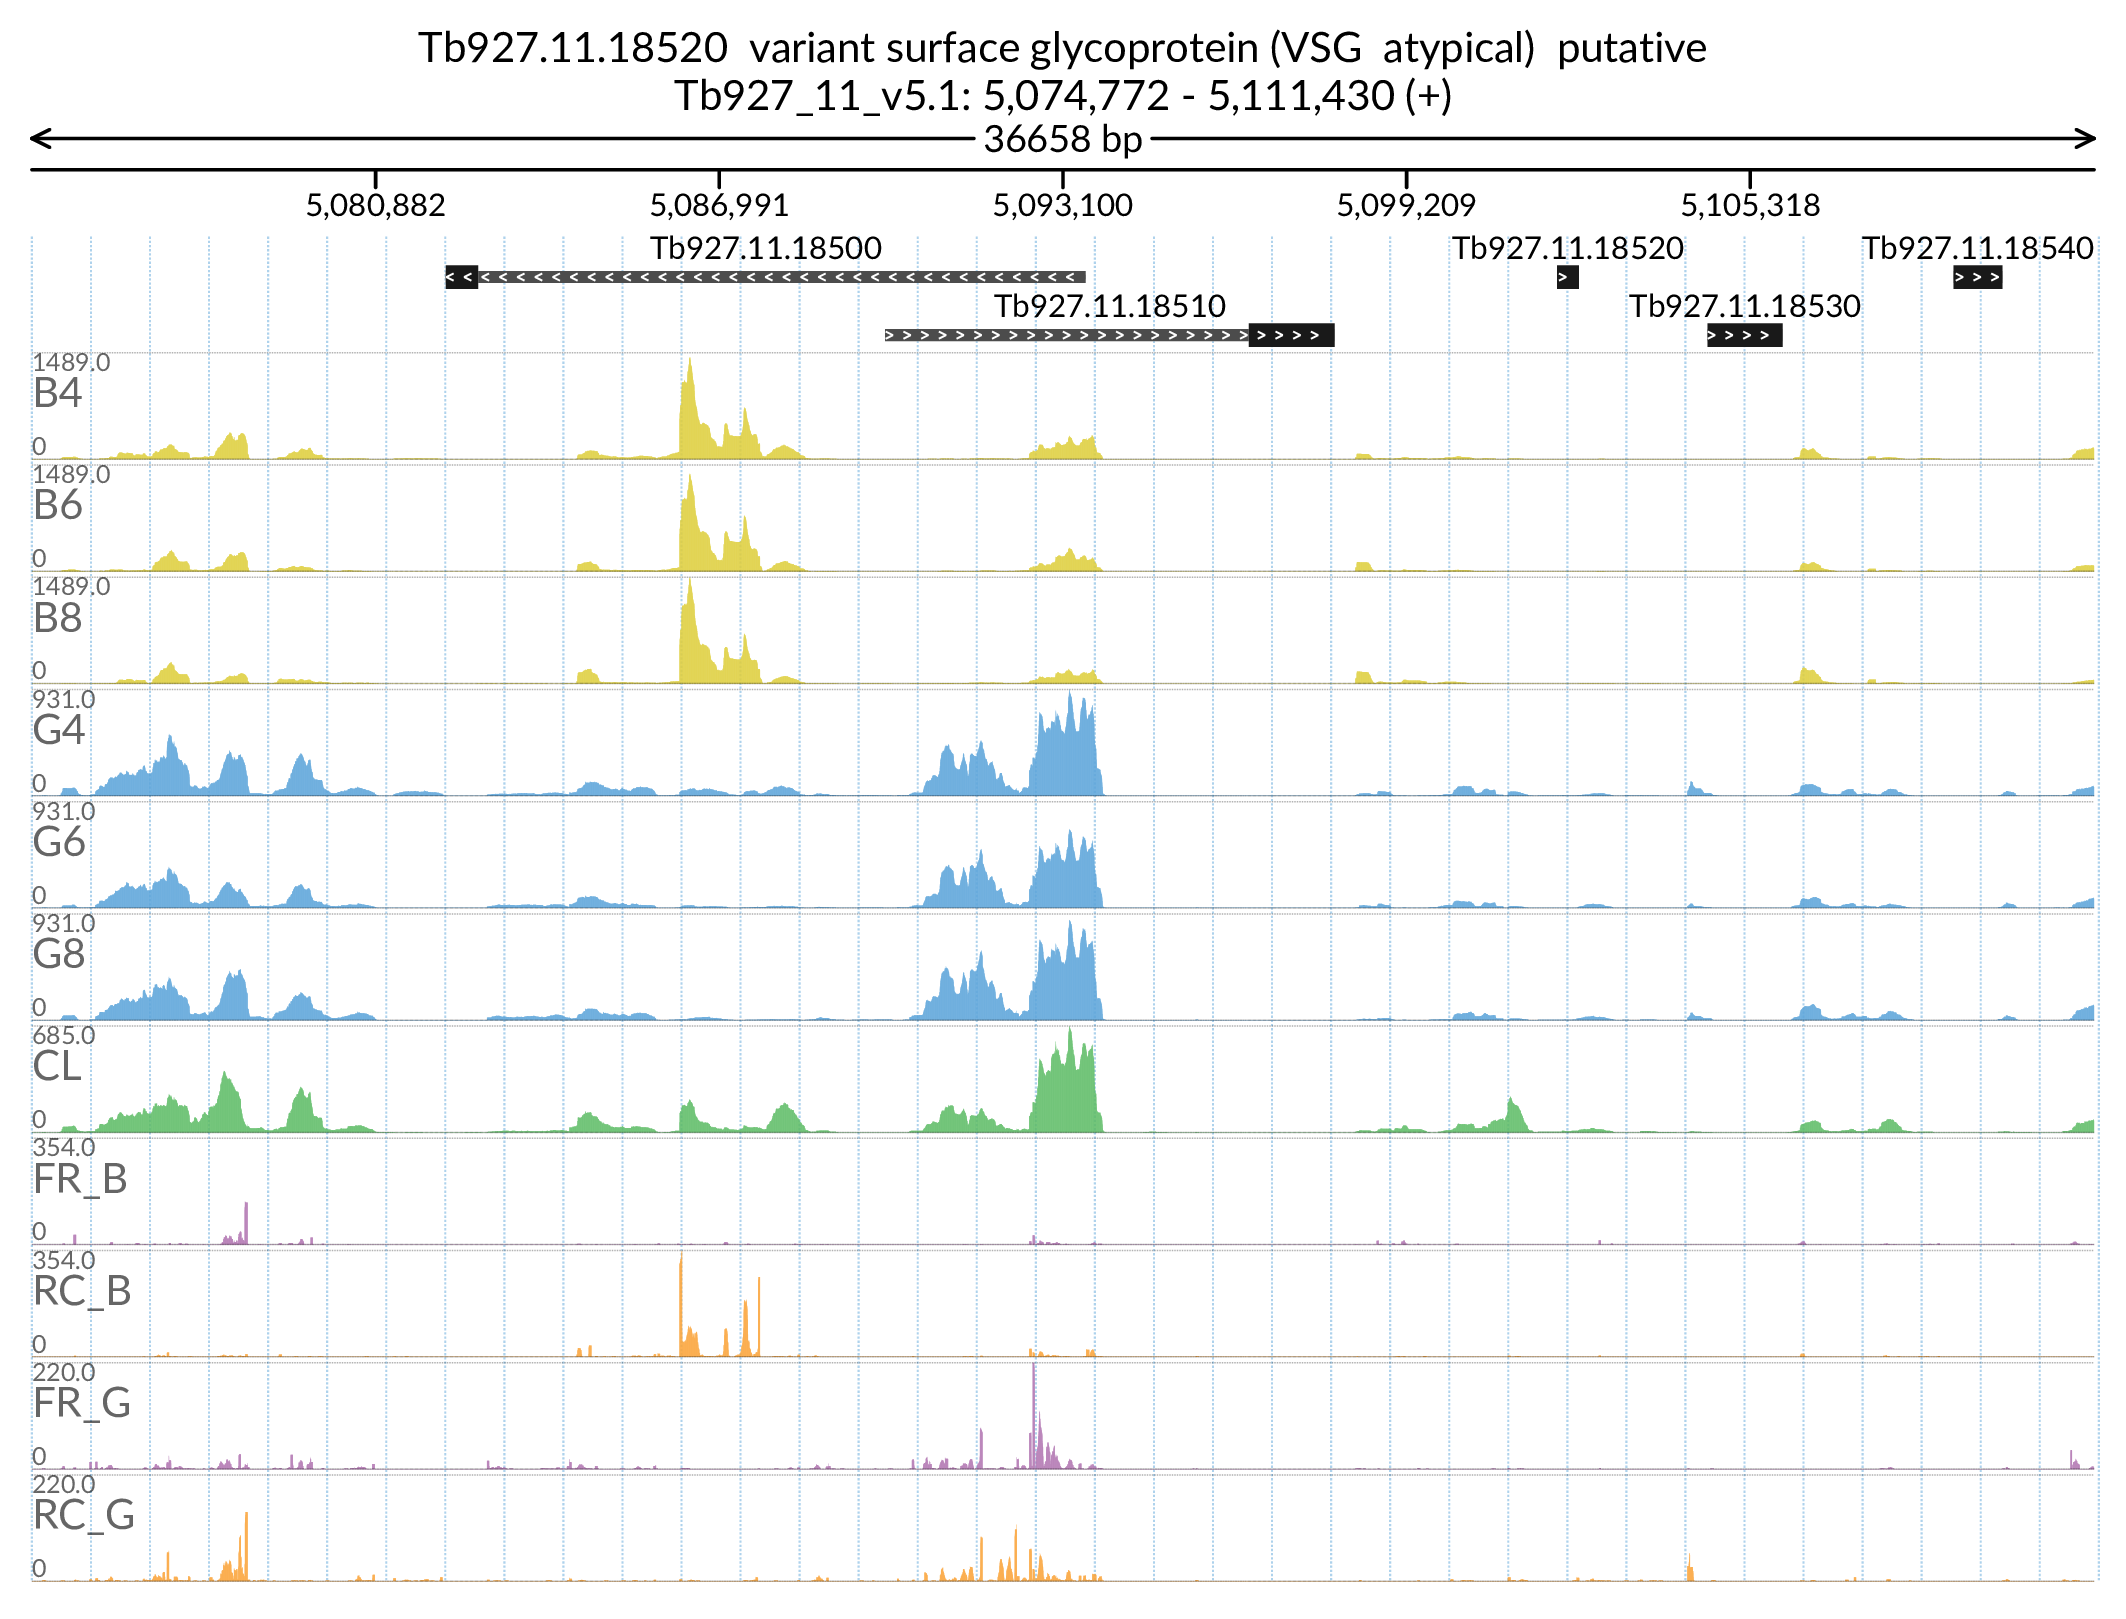 Tb927.11.18520 variant surface glycoprotein (VSG atypical) putative
Tb927_11_v5.1: 5,074,772 - 5,111,430 (+)
36658 bp
5,080,882 5,086,991 5,093,100 5,099,209 5,105,318
Tb927.11.18500 Tb927.11.18520 Tb927.11.18540
Tb927.11.18510 Tb927.11.18530
1489.0
B4
0
1489.0
B6
0
1489.0
B8
0
931.0
G4
0
931.0
G6
0
931.0
G8
0
685.0
CL
0
354.0
FR_B
0
354.0
RC_B
0
220.0
FR_G
0
220.0
RC_G
0